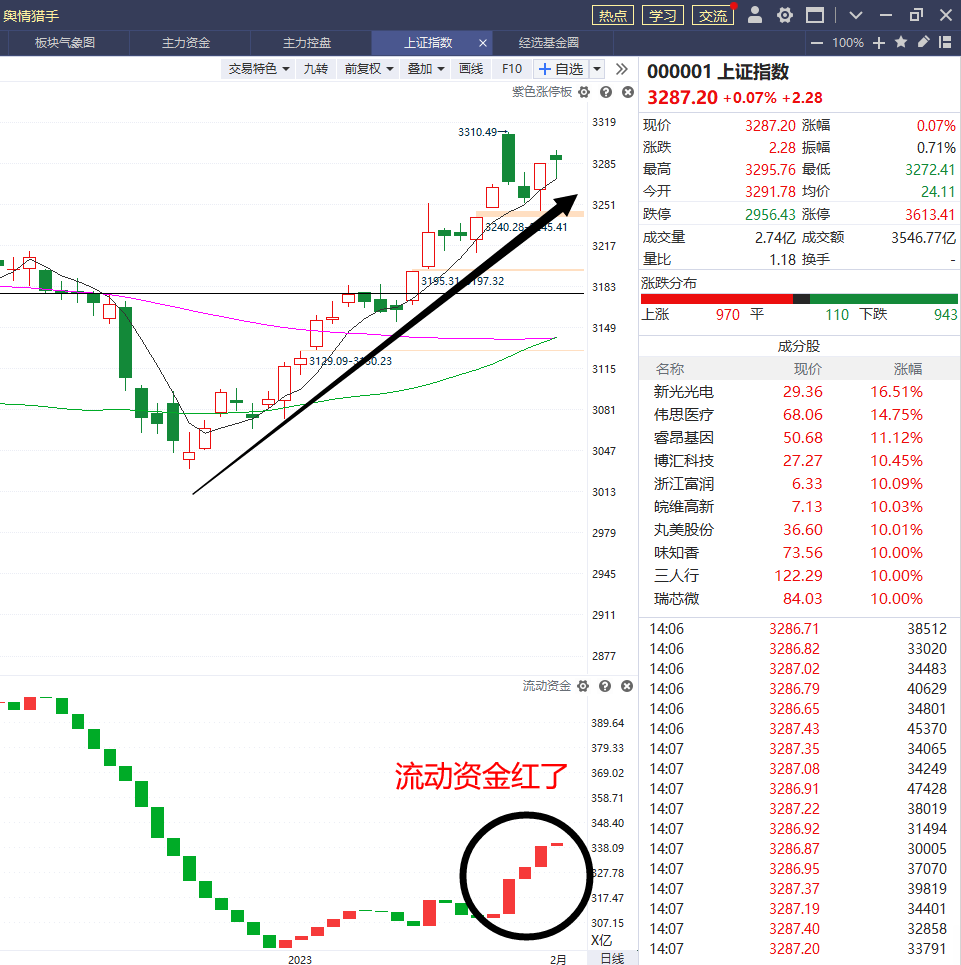 舆情猎手 热点 学习 交流
板块气象图 主力资金 主力控盘 上证指数 × 经选基金圈 100%
交易特色 九转 前复权 叠加 画线 F10 +自选
紫色涨停板
3319
3310.49
3285
3251
3240.28-3245.41
3217
3195.31-3197.32
3183
3149
3129.09-3130.23
3115
3081
3047
3013
2979
2945
2911
2877
流动资金
389.64
379.33
369.02
流动资金红了
358.71
348.40
338.09
327.78
317.47
307.15
X亿
2023 2月 日线
000001 上证指数
3287.20 +0.07% +2.28
现价 3287.20 涨幅 0.07%
涨跌 2.28 振幅 0.71%
最高 3295.76 最低 3272.41
今开 3291.78 均价 24.11
跌停 2956.43 涨停 3613.41
成交量 2.74亿 成交额 3546.77亿
量比 1.18 换手 -
涨跌分布
上涨 970 平 110 下跌 943
成分股
名称 现价 涨幅
新光光电 29.36 16.51%
伟思医疗 68.06 14.75%
睿昂基因 50.68 11.12%
博汇科技 27.27 10.45%
浙江富润 6.33 10.09%
皖维高新 7.13 10.03%
丸美股份 36.60 10.01%
味知香 73.56 10.00%
三人行 122.29 10.00%
瑞芯微 84.03 10.00%
14:06 3286.71 38512
14:06 3286.82 33020
14:06 3287.02 34483
14:06 3286.79 40629
14:06 3286.65 34801
14:06 3287.43 45370
14:07 3287.35 34065
14:07 3287.08 34249
14:07 3286.91 47428
14:07 3287.22 38019
14:07 3286.92 31494
14:07 3286.87 30005
14:07 3286.95 37070
14:07 3287.37 39819
14:07 3287.19 34401
14:07 3287.40 32858
14:07 3287.20 33791